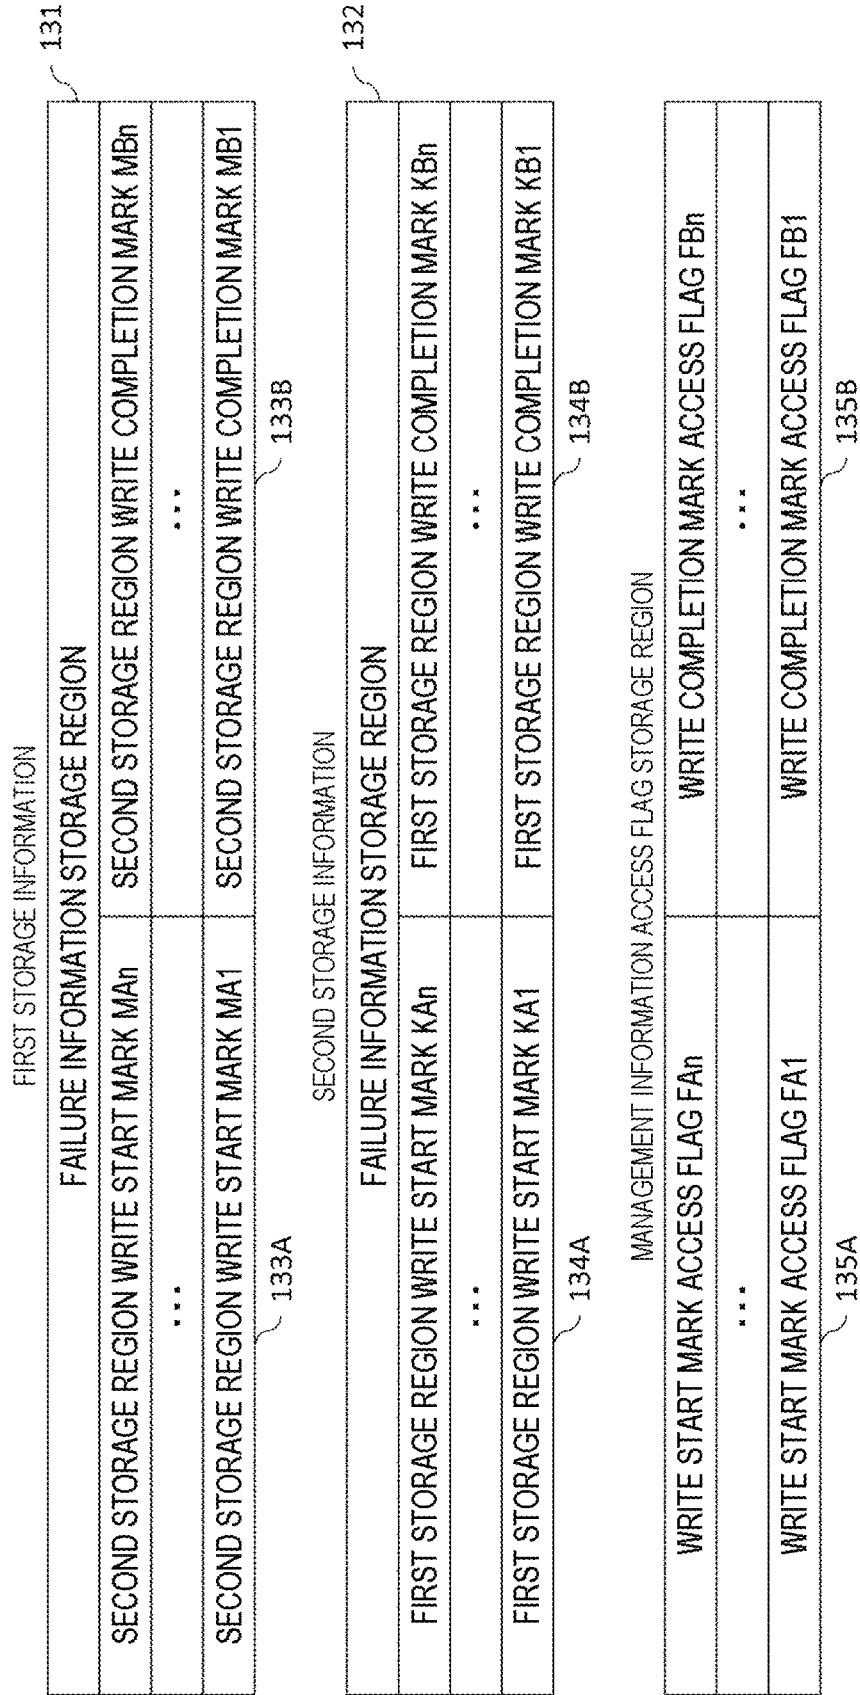 FIRST STORAGE INFORMATION
131
FAILURE INFORMATION STORAGE REGION
SECOND STORAGE REGION WRITE START MARK MAn
SECOND STORAGE REGION WRITE COMPLETION MARK MBn
...
...
SECOND STORAGE REGION WRITE START MARK MA1
SECOND STORAGE REGION WRITE COMPLETION MARK MB1
133A
133B
SECOND STORAGE INFORMATION
132
FAILURE INFORMATION STORAGE REGION
FIRST STORAGE REGION WRITE START MARK KAn
FIRST STORAGE REGION WRITE COMPLETION MARK KBn
...
...
FIRST STORAGE REGION WRITE START MARK KA1
FIRST STORAGE REGION WRITE COMPLETION MARK KB1
134A
134B
MANAGEMENT INFORMATION ACCESS FLAG STORAGE REGION
WRITE START MARK ACCESS FLAG FAn
WRITE COMPLETION MARK ACCESS FLAG FBn
...
...
WRITE START MARK ACCESS FLAG FA1
WRITE COMPLETION MARK ACCESS FLAG FB1
135A
135B